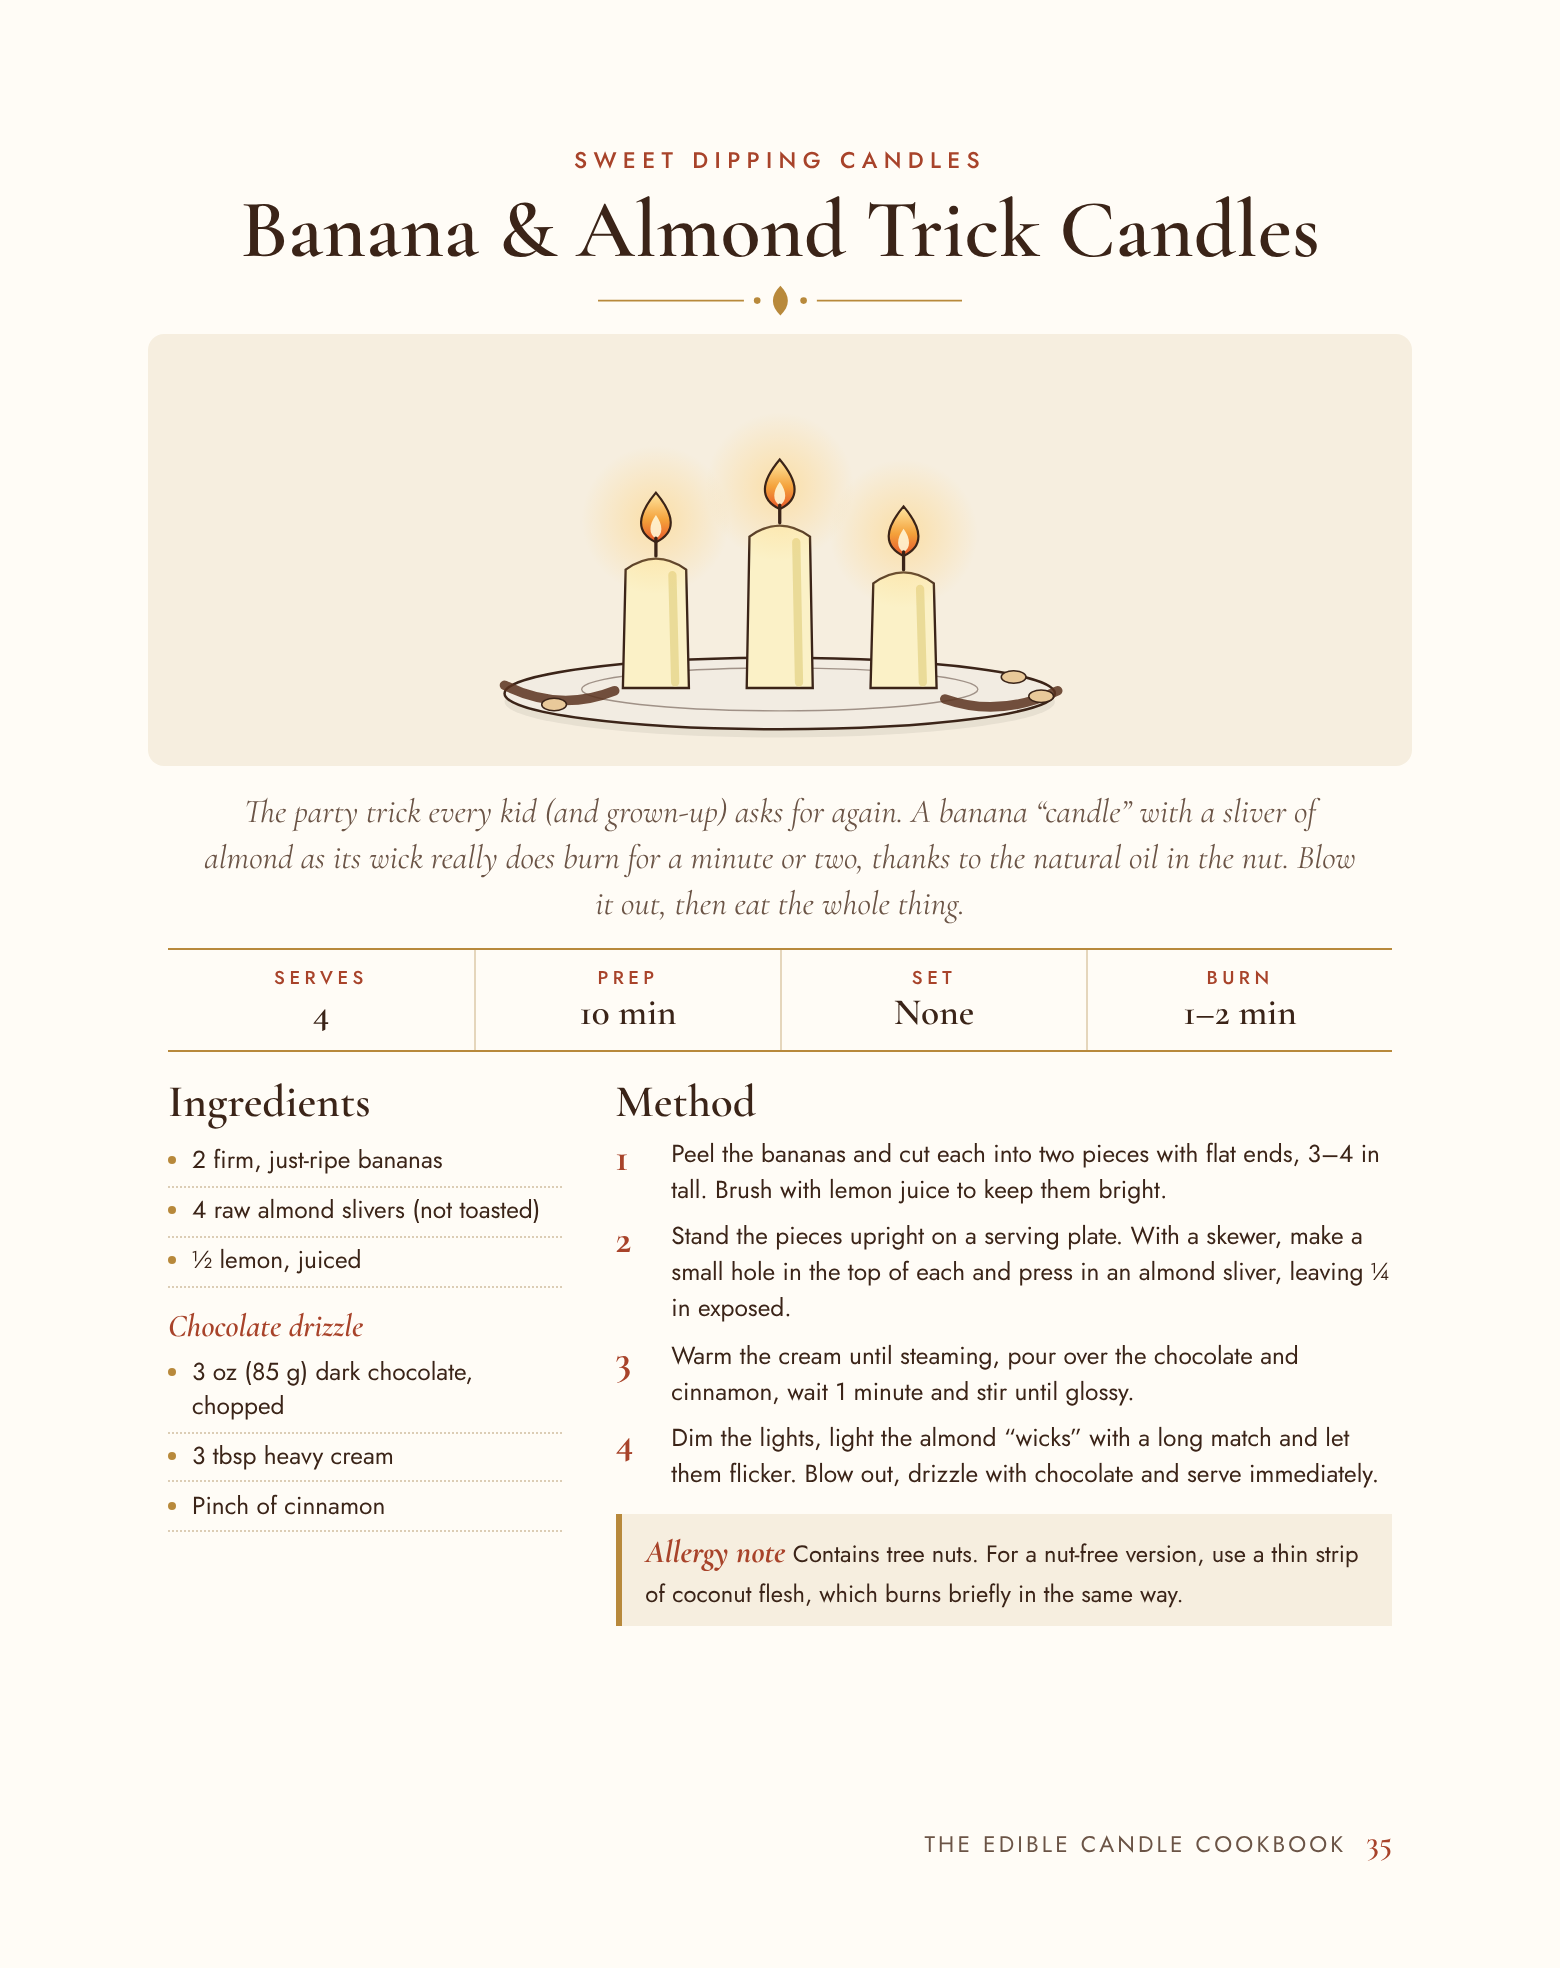 SWEET DIPPING CANDLES
Banana & Almond Trick Candles
The party trick every kid (and grown-up) asks for again. A banana “candle” with a sliver of
almond as its wick really does burn for a minute or two, thanks to the natural oil in the nut. Blow
it out, then eat the whole thing.
SERVES
4
PREP
10 min
SET
None
BURN
1–2 min
Ingredients
2 firm, just-ripe bananas
4 raw almond slivers (not toasted)
½ lemon, juiced
Chocolate drizzle
3 oz (85 g) dark chocolate,
chopped
3 tbsp heavy cream
Pinch of cinnamon
Method
1 Peel the bananas and cut each into two pieces with flat ends, 3–4 in
tall. Brush with lemon juice to keep them bright.
2 Stand the pieces upright on a serving plate. With a skewer, make a
small hole in the top of each and press in an almond sliver, leaving ¼
in exposed.
3 Warm the cream until steaming, pour over the chocolate and
cinnamon, wait 1 minute and stir until glossy.
4 Dim the lights, light the almond “wicks” with a long match and let
them flicker. Blow out, drizzle with chocolate and serve immediately.
Allergy note Contains tree nuts. For a nut-free version, use a thin strip
of coconut flesh, which burns briefly in the same way.
THE EDIBLE CANDLE COOKBOOK 35